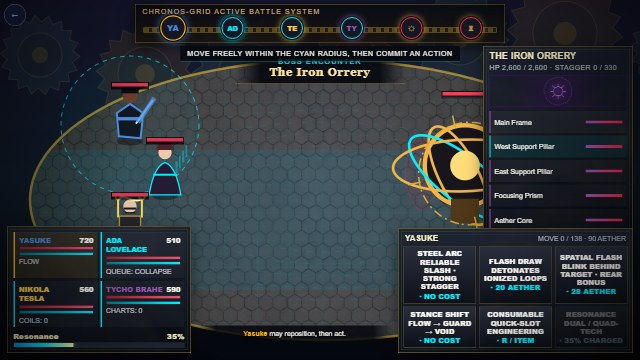 ←
CHRONOS-GRID ACTIVE BATTLE SYSTEM
YA
AD
TE
TY
MOVE FREELY WITHIN THE CYAN RADIUS, THEN COMMIT AN ACTION
BOSS ENCOUNTER
The Iron Orrery
THE IRON ORRERY
HP 2,600 / 2,600 · STAGGER 0 / 330
Main Frame
West Support Pillar
East Support Pillar
Focusing Prism
Aether Core
YASUKE 720
FLOW
ADA LOVELACE 510
QUEUE: COLLAPSE
NIKOLA TESLA 560
COILS: 0
TYCHO BRAHE 590
CHARTS: 0
Resonance 35%
Yasuke may reposition, then act.
YASUKE MOVE 0 / 138 · 90 AETHER
STEEL ARC
RELIABLE
SLASH ·
STRONG
STAGGER
· NO COST
FLASH DRAW
DETONATES
IONIZED LOOPS
· 20 AETHER
SPATIAL FLASH
BLINK BEHIND
TARGET · REAR
BONUS
· 28 AETHER
STANCE SHIFT
FLOW → GUARD
→ VOID
· NO COST
CONSUMABLE
QUICK-SLOT
ENGINEERING
· R / ITEM
RESONANCE
DUAL / QUAD-
TECH
· 35% CHARGED